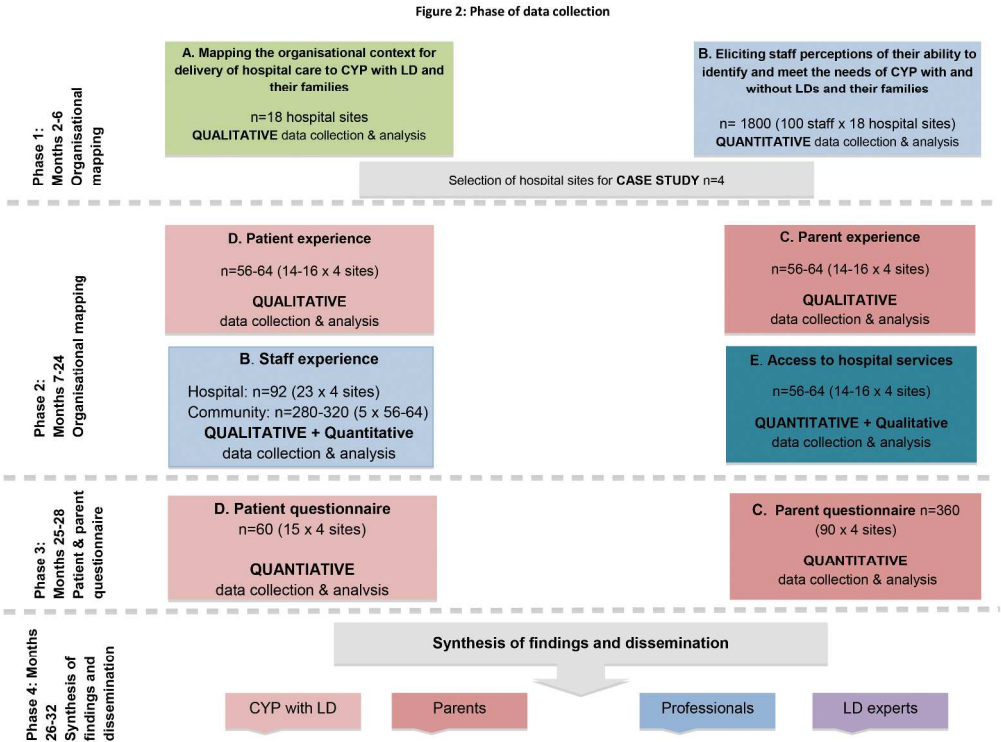 Figure 2: Phase of data collection
Phase 1:
Months 2-6
Organisational
mapping
A. Mapping the organisational context for
delivery of hospital care to CYP with LD and
their families
n=18 hospital sites
QUALITATIVE data collection & analysis
B. Eliciting staff perceptions of their ability to
identify and meet the needs of CYP with and
without LDs and their families
n= 1800 (100 staff x 18 hospital sites)
QUANTITATIVE data collection & analysis
Selection of hospital sites for CASE STUDY n=4
Phase 2:
Months 7-24
Organisational mapping
D. Patient experience
n=56-64 (14-16 x 4 sites)
QUALITATIVE
data collection & analysis
C. Parent experience
n=56-64 (14-16 x 4 sites)
QUALITATIVE
data collection & analysis
B. Staff experience
Hospital: n=92 (23 x 4 sites)
Community: n=280-320 (5 x 56-64)
QUALITATIVE + Quantitative
data collection & analysis
E. Access to hospital services
n=56-64 (14-16 x 4 sites)
QUANTITATIVE + Qualitative
data collection & analysis
Phase 3:
Months 25-28
Patient & parent
questionnaire
D. Patient questionnaire
n=60 (15 x 4 sites)
QUANTIATIVE
data collection & analysis
C. Parent questionnaire n=360
(90 x 4 sites)
QUANTITATIVE
data collection & analysis
Phase 4: Months
26-32
Synthesis of
findings and
dissemination
Synthesis of findings and dissemination
CYP with LD
Parents
Professionals
LD experts